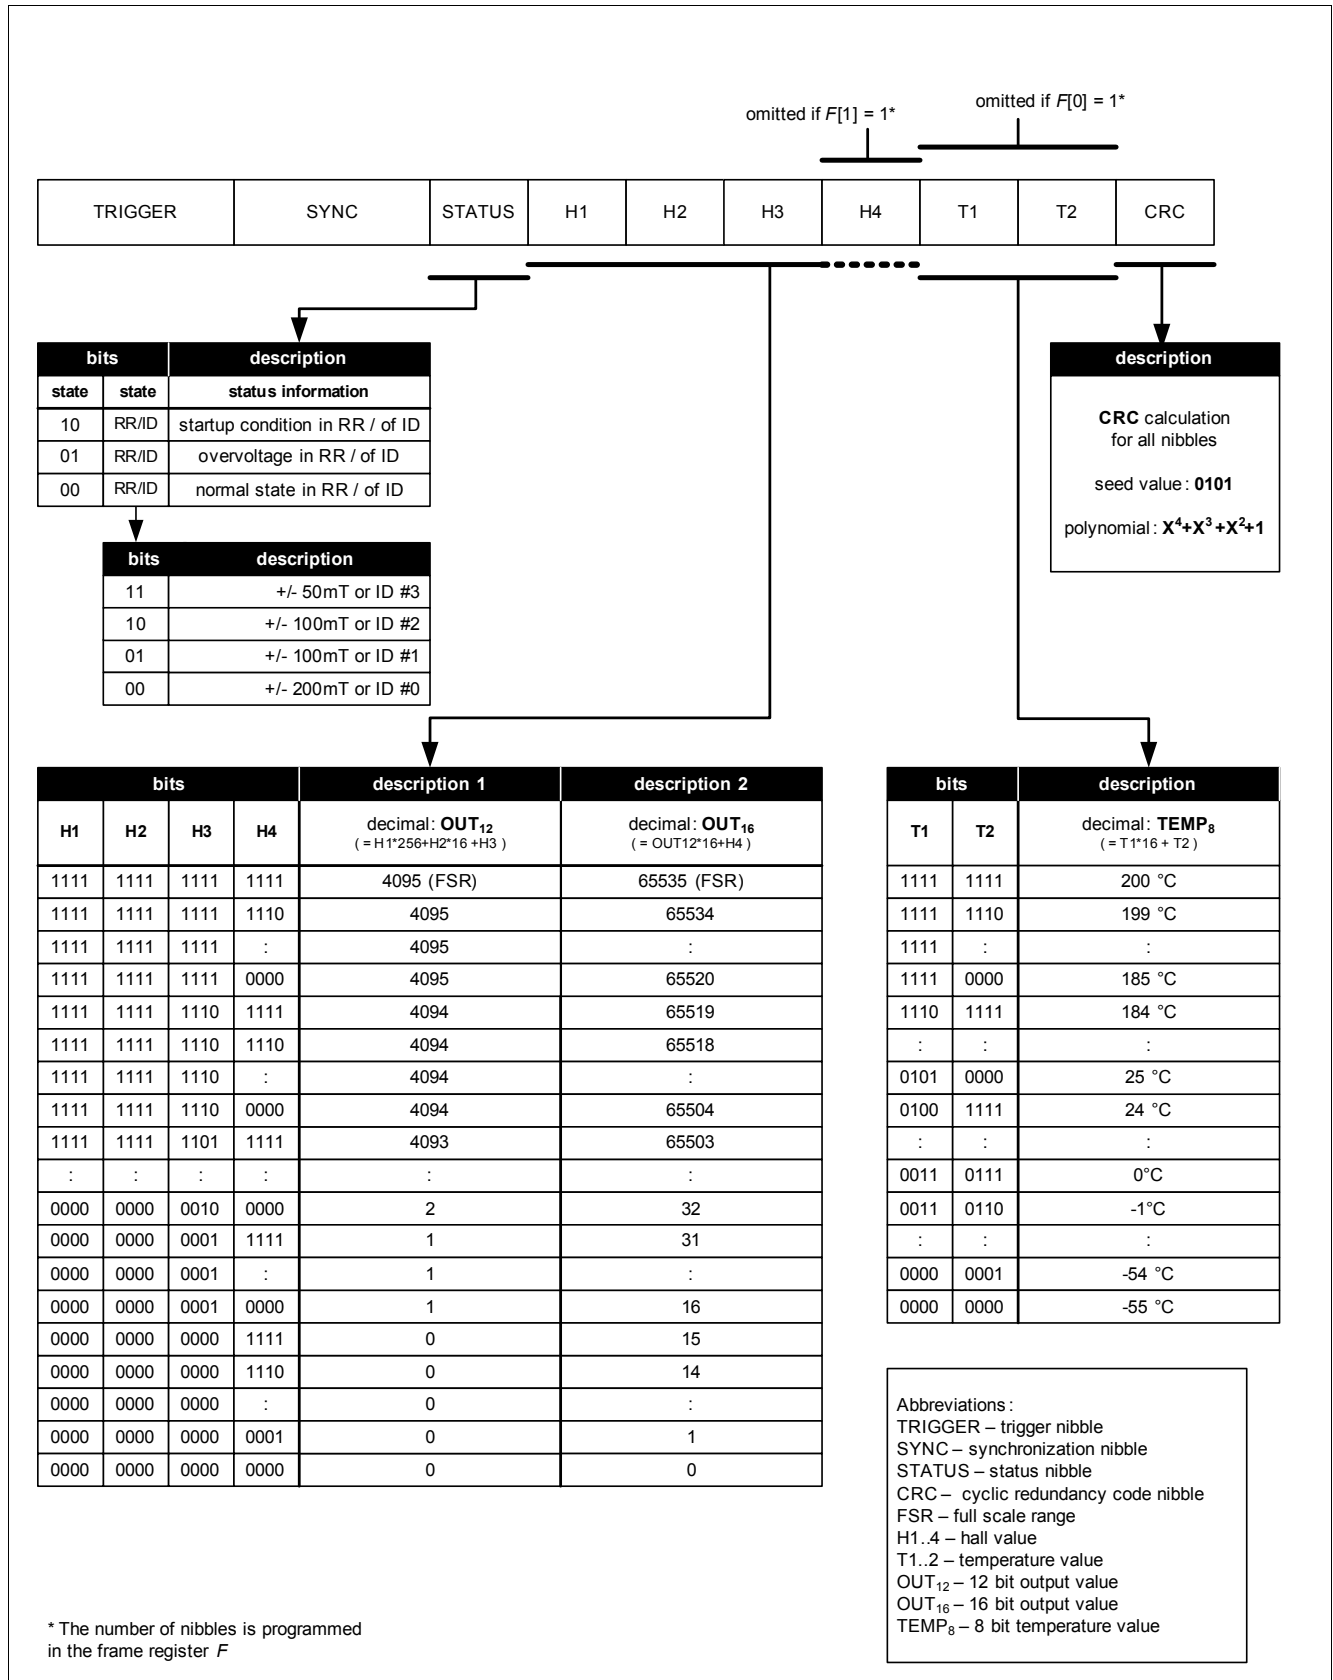 omitted if F[1] = 1*
omitted if F[0] = 1*
TRIGGER SYNC STATUS H1 H2 H3 H4 T1 T2 CRC
bits description
state state status information
10 RR/ID startup condition in RR / of ID
01 RR/ID overvoltage in RR / of ID
00 RR/ID normal state in RR / of ID
bits description
11 +/- 50mT or ID #3
10 +/- 100mT or ID #2
01 +/- 100mT or ID #1
00 +/- 200mT or ID #0
description
CRC calculation
for all nibbles
seed value : 0101
polynomial : X⁴+X³+X²+1
bits description 1 description 2
H1 H2 H3 H4 decimal: OUT₁₂ decimal: OUT₁₆
( = H1*256+H2*16 +H3 ) ( = OUT12*16+H4 )
1111 1111 1111 1111 4095 (FSR) 65535 (FSR)
1111 1111 1111 1110 4095 65534
1111 1111 1111 : 4095 :
1111 1111 1111 0000 4095 65520
1111 1111 1110 1111 4094 65519
1111 1111 1110 1110 4094 65518
1111 1111 1110 : 4094 :
1111 1111 1110 0000 4094 65504
1111 1111 1101 1111 4093 65503
: : : : : :
0000 0000 0010 0000 2 32
0000 0000 0001 1111 1 31
0000 0000 0001 : 1 :
0000 0000 0001 0000 1 16
0000 0000 0000 1111 0 15
0000 0000 0000 1110 0 14
0000 0000 0000 : 0 :
0000 0000 0000 0001 0 1
0000 0000 0000 0000 0 0
bits description
T1 T2 decimal: TEMP₈
( = T1*16 + T2 )
1111 1111 200 °C
1111 1110 199 °C
1111 : :
1111 0000 185 °C
1110 1111 184 °C
: : :
0101 0000 25 °C
0100 1111 24 °C
: : :
0011 0111 0°C
0011 0110 -1°C
: : :
0000 0001 -54 °C
0000 0000 -55 °C
Abbreviations :
TRIGGER – trigger nibble
SYNC – synchronization nibble
STATUS – status nibble
CRC – cyclic redundancy code nibble
FSR – full scale range
H1..4 – hall value
T1..2 – temperature value
OUT₁₂ – 12 bit output value
OUT₁₆ – 16 bit output value
TEMP₈ – 8 bit temperature value
* The number of nibbles is programmed
in the frame register F